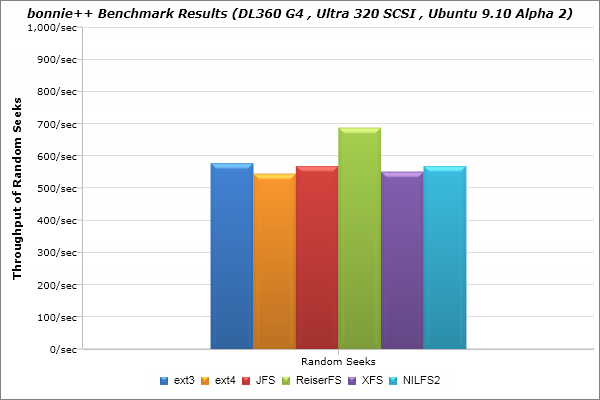 bonnie++ Benchmark Results (DL360 G4 , Ultra 320 SCSI , Ubuntu 9.10 Alpha 2)
Throughput of Random Seeks
1,000/sec
900/sec
800/sec
700/sec
600/sec
500/sec
400/sec
300/sec
200/sec
100/sec
0/sec
Random Seeks
ext3 ext4 JFS ReiserFS XFS NILFS2